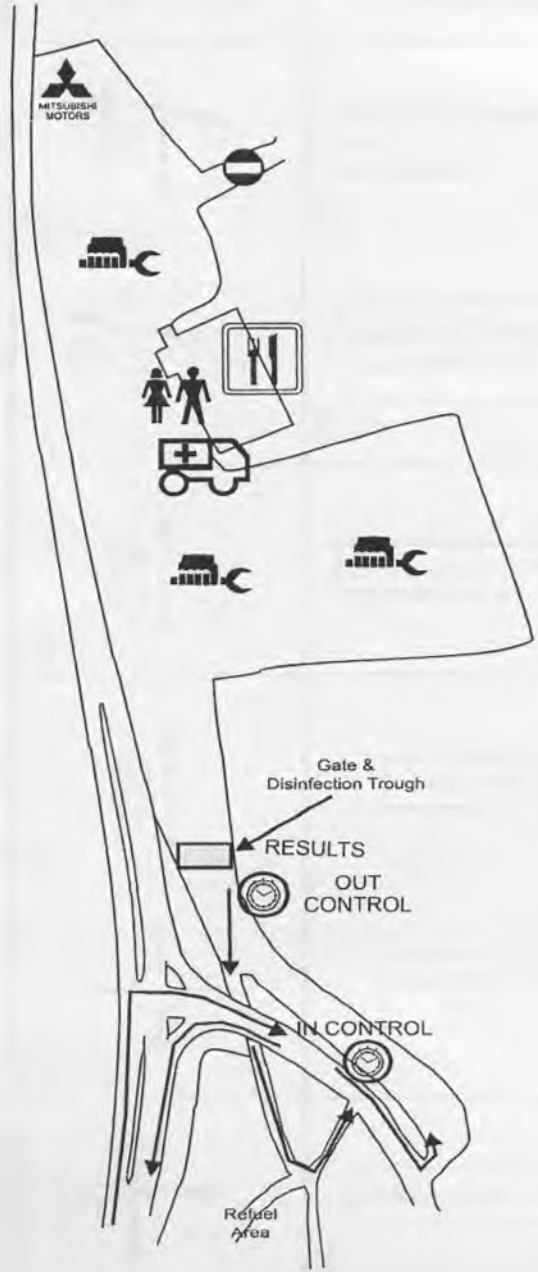 MITSUBISHI
MOTORS
Gate &
Disinfection Trough
RESULTS
OUT
CONTROL
IN CONTROL
Refuel
Area